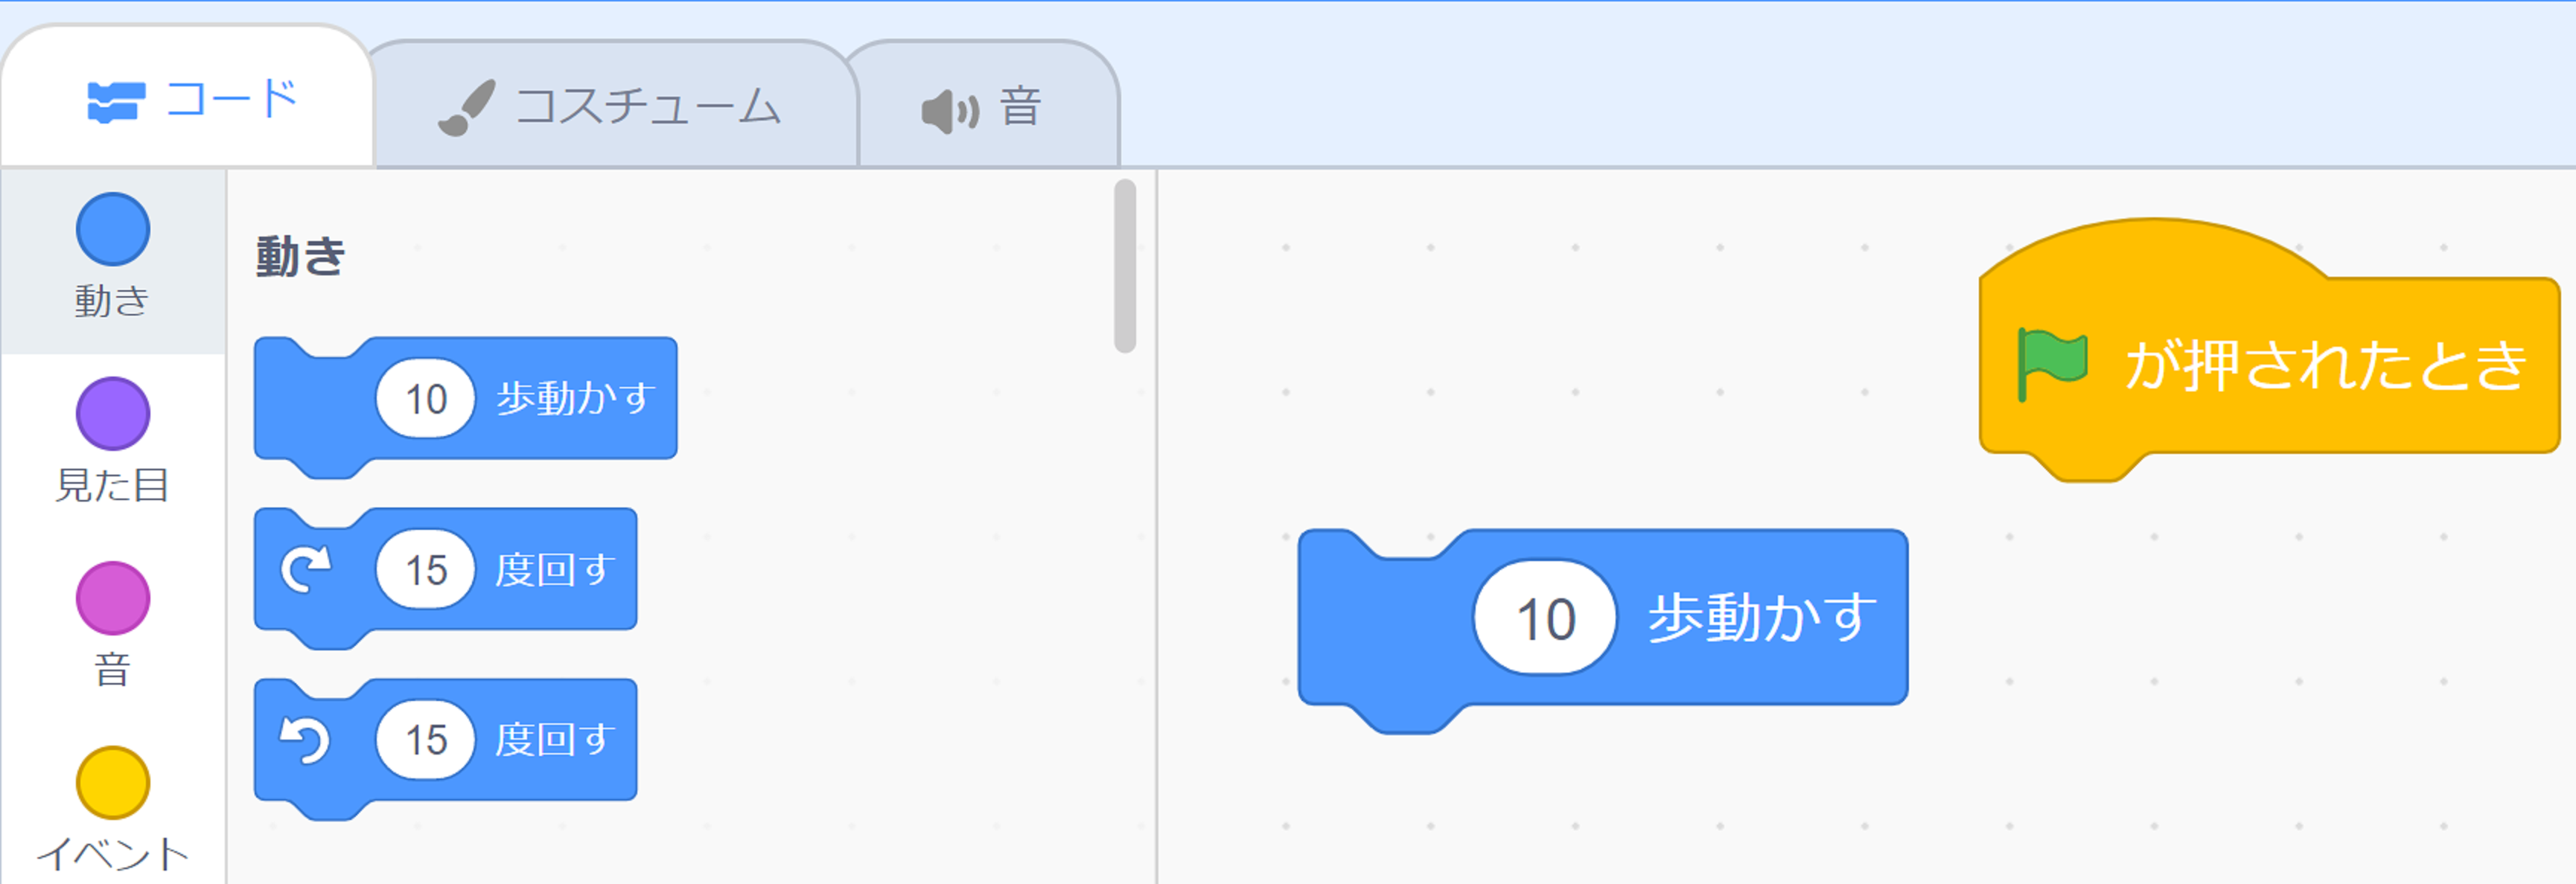 コード
コスチューム
音
動き
見た目
音
イベント
動き
10 歩動かす
15 度回す
15 度回す
が押されたとき
10 歩動かす